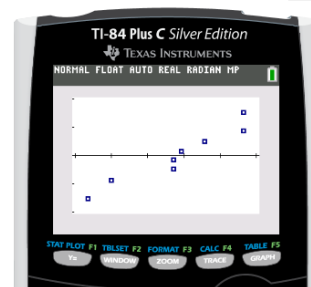 TI-84 Plus C Silver Edition
TEXAS INSTRUMENTS
NORMAL FLOAT AUTO REAL RADIAN MP
STAT PLOT F1 TBLSET F2 FORMAT F3 CALC F4 TABLE F5
Y= WINDOW ZOOM TRACE GRAPH